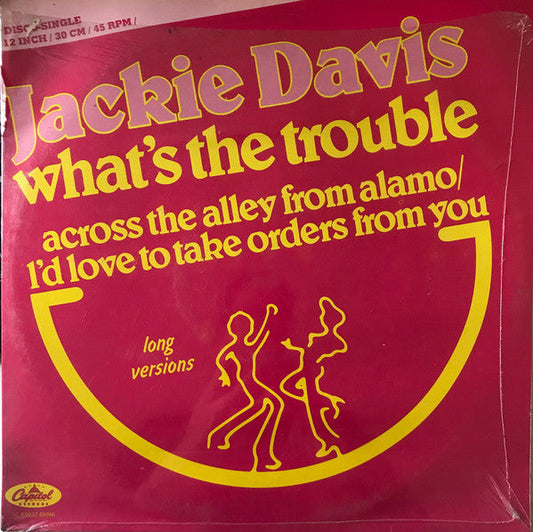 DISCO-SINGLE
12 INCH / 30 CM / 45 RPM /
Jackie Davis
what's the trouble
across the alley from alamo/
I'd love to take orders from you
long
versions
Capitol
RECORDS